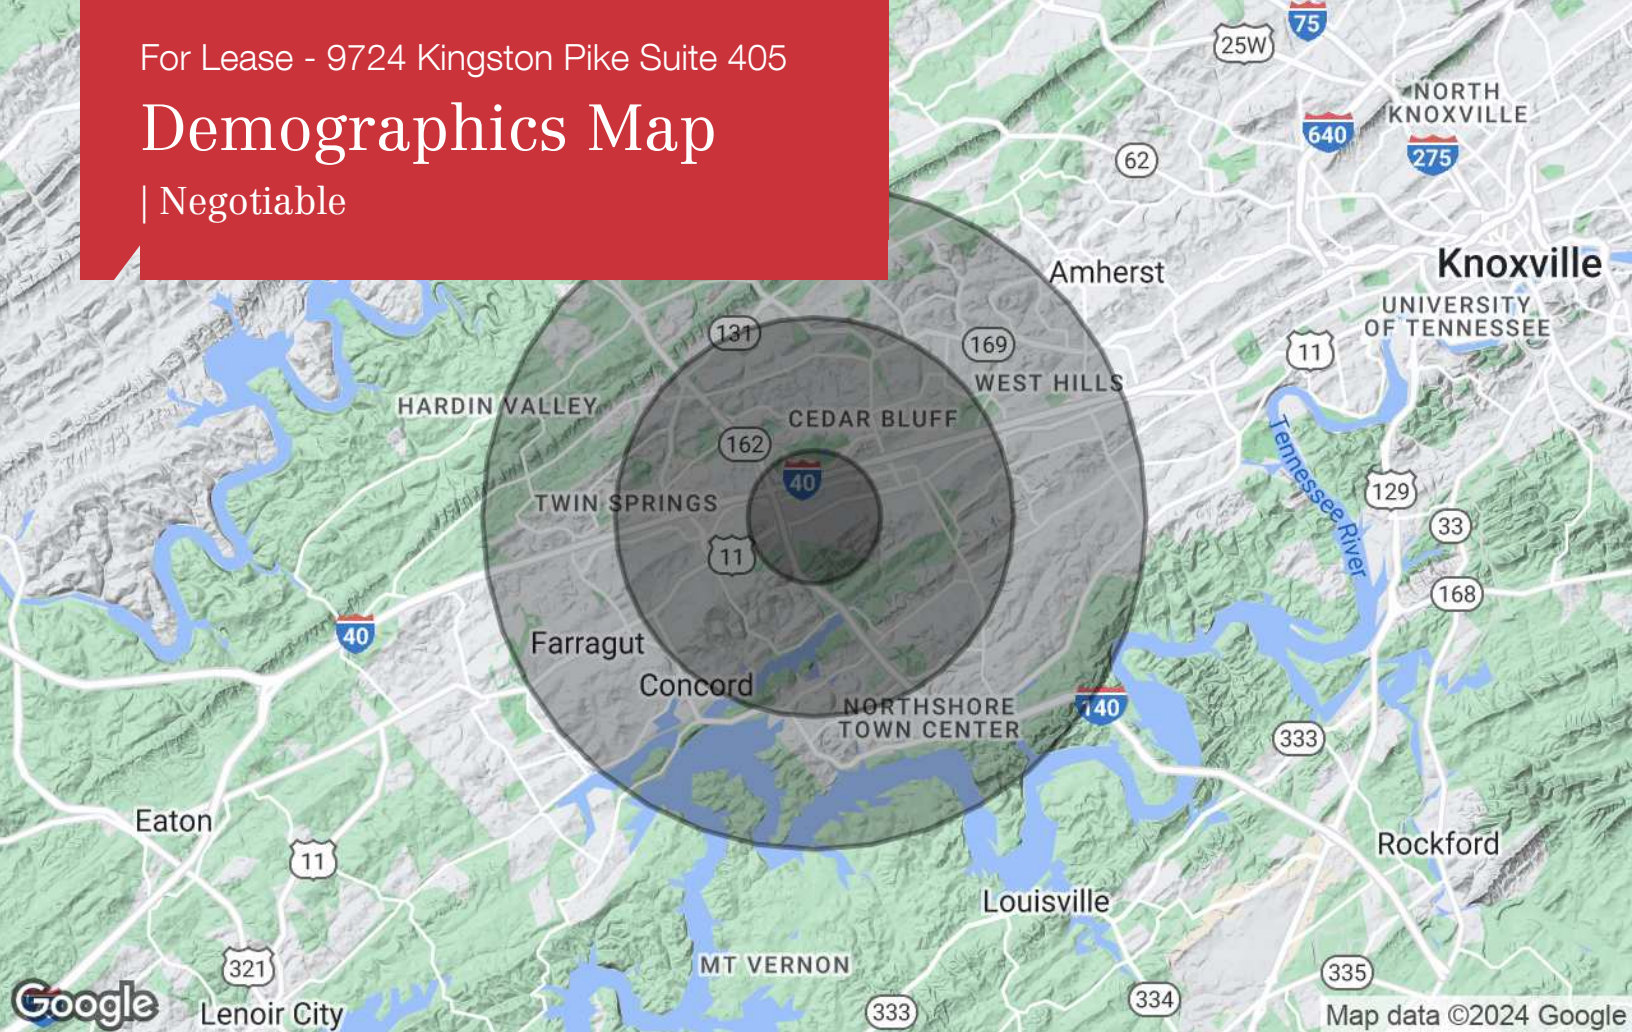 For Lease - 9724 Kingston Pike Suite 405
Demographics Map
| Negotiable
75
25W
NORTH
KNOXVILLE
640
275
62
Knoxville
Amherst
UNIVERSITY
OF TENNESSEE
131
169
11
WEST HILLS
HARDIN VALLEY
CEDAR BLUFF
162
40
Tennessee River
129
TWIN SPRINGS
33
11
168
40
Farragut
Concord
NORTHSHORE
TOWN CENTER
140
333
Eaton
11
Rockford
Louisville
321
MT VERNON
335
334
333
Google
Lenoir City
Map data ©2024 Google